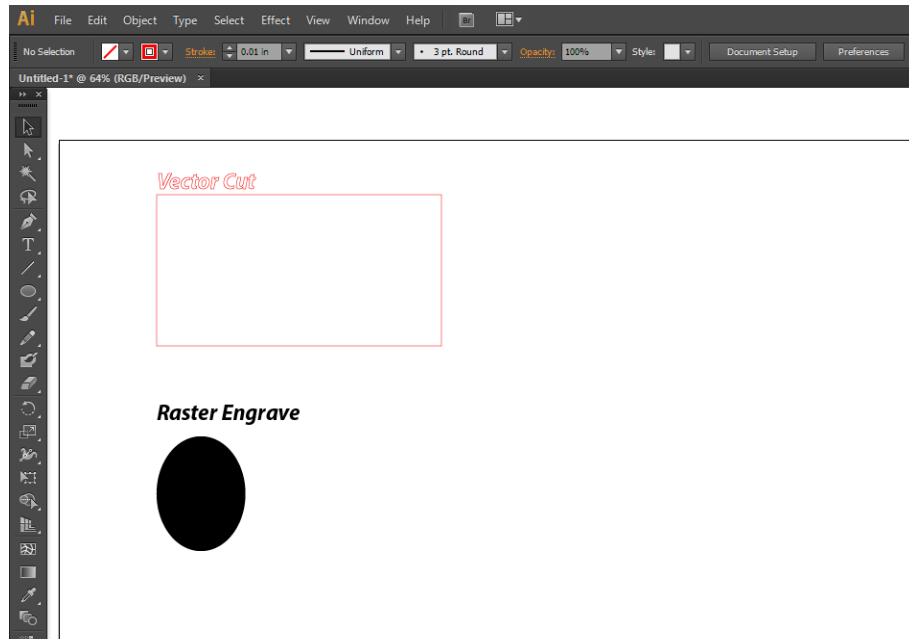 Ai File Edit Object Type Select Effect View Window Help Br
No Selection Stroke: 0.01 in Uniform 3 pt. Round Opacity: 100% Style: Document Setup Preferences
Untitled-1* @ 64% (RGB/Preview) ×
Vector Cut
Raster Engrave